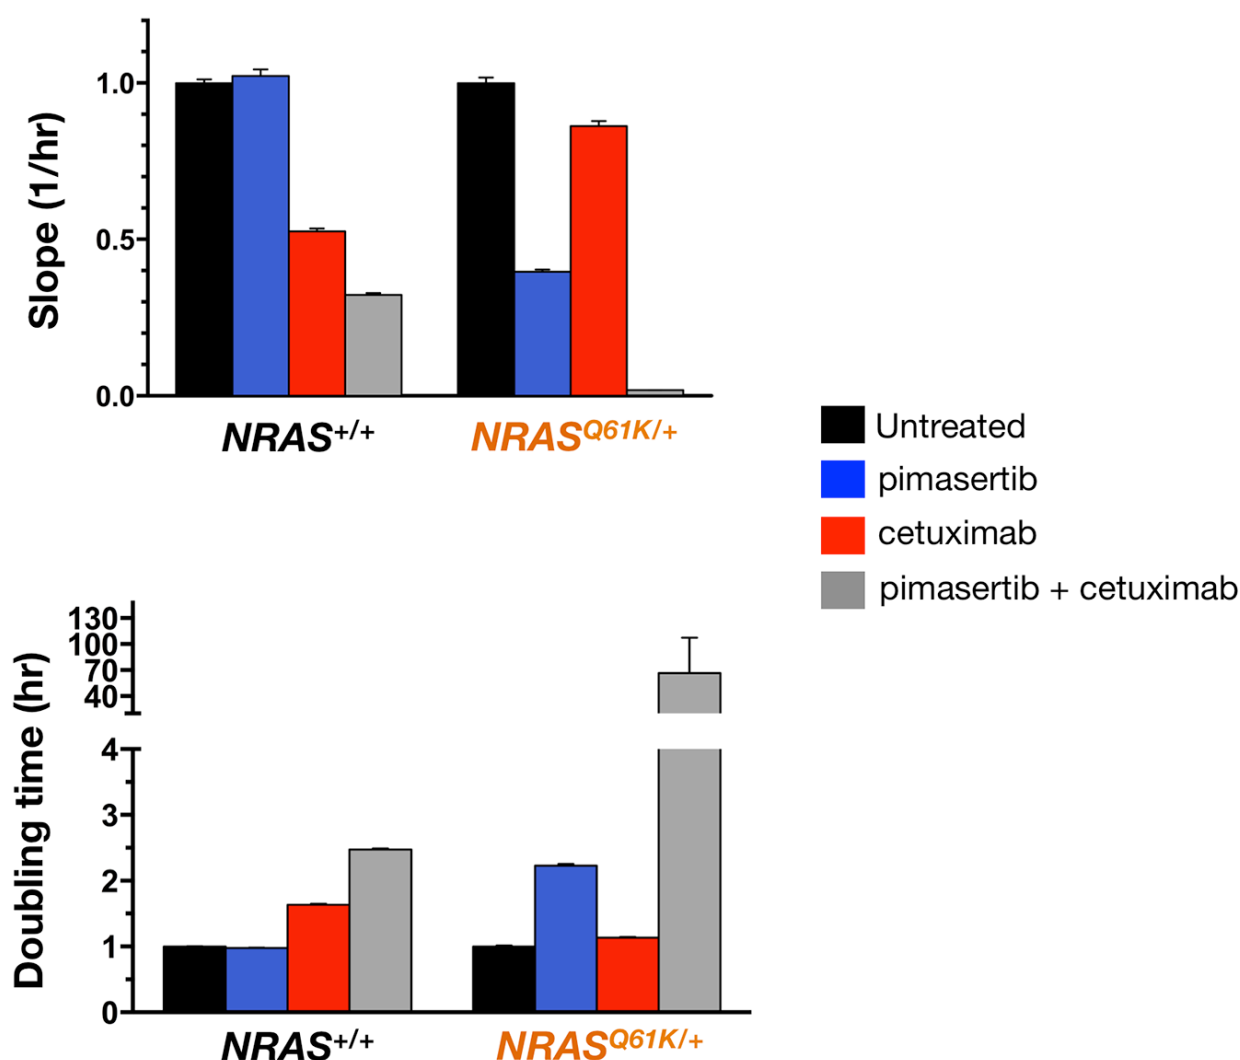 Slope (1/hr)
1.0
0.5
0.0
NRAS+/+
NRASQ61K/+
Untreated
pimasertib
cetuximab
pimasertib + cetuximab
Doubling time (hr)
130
100
70
40
4
3
2
1
0
NRAS+/+
NRASQ61K/+